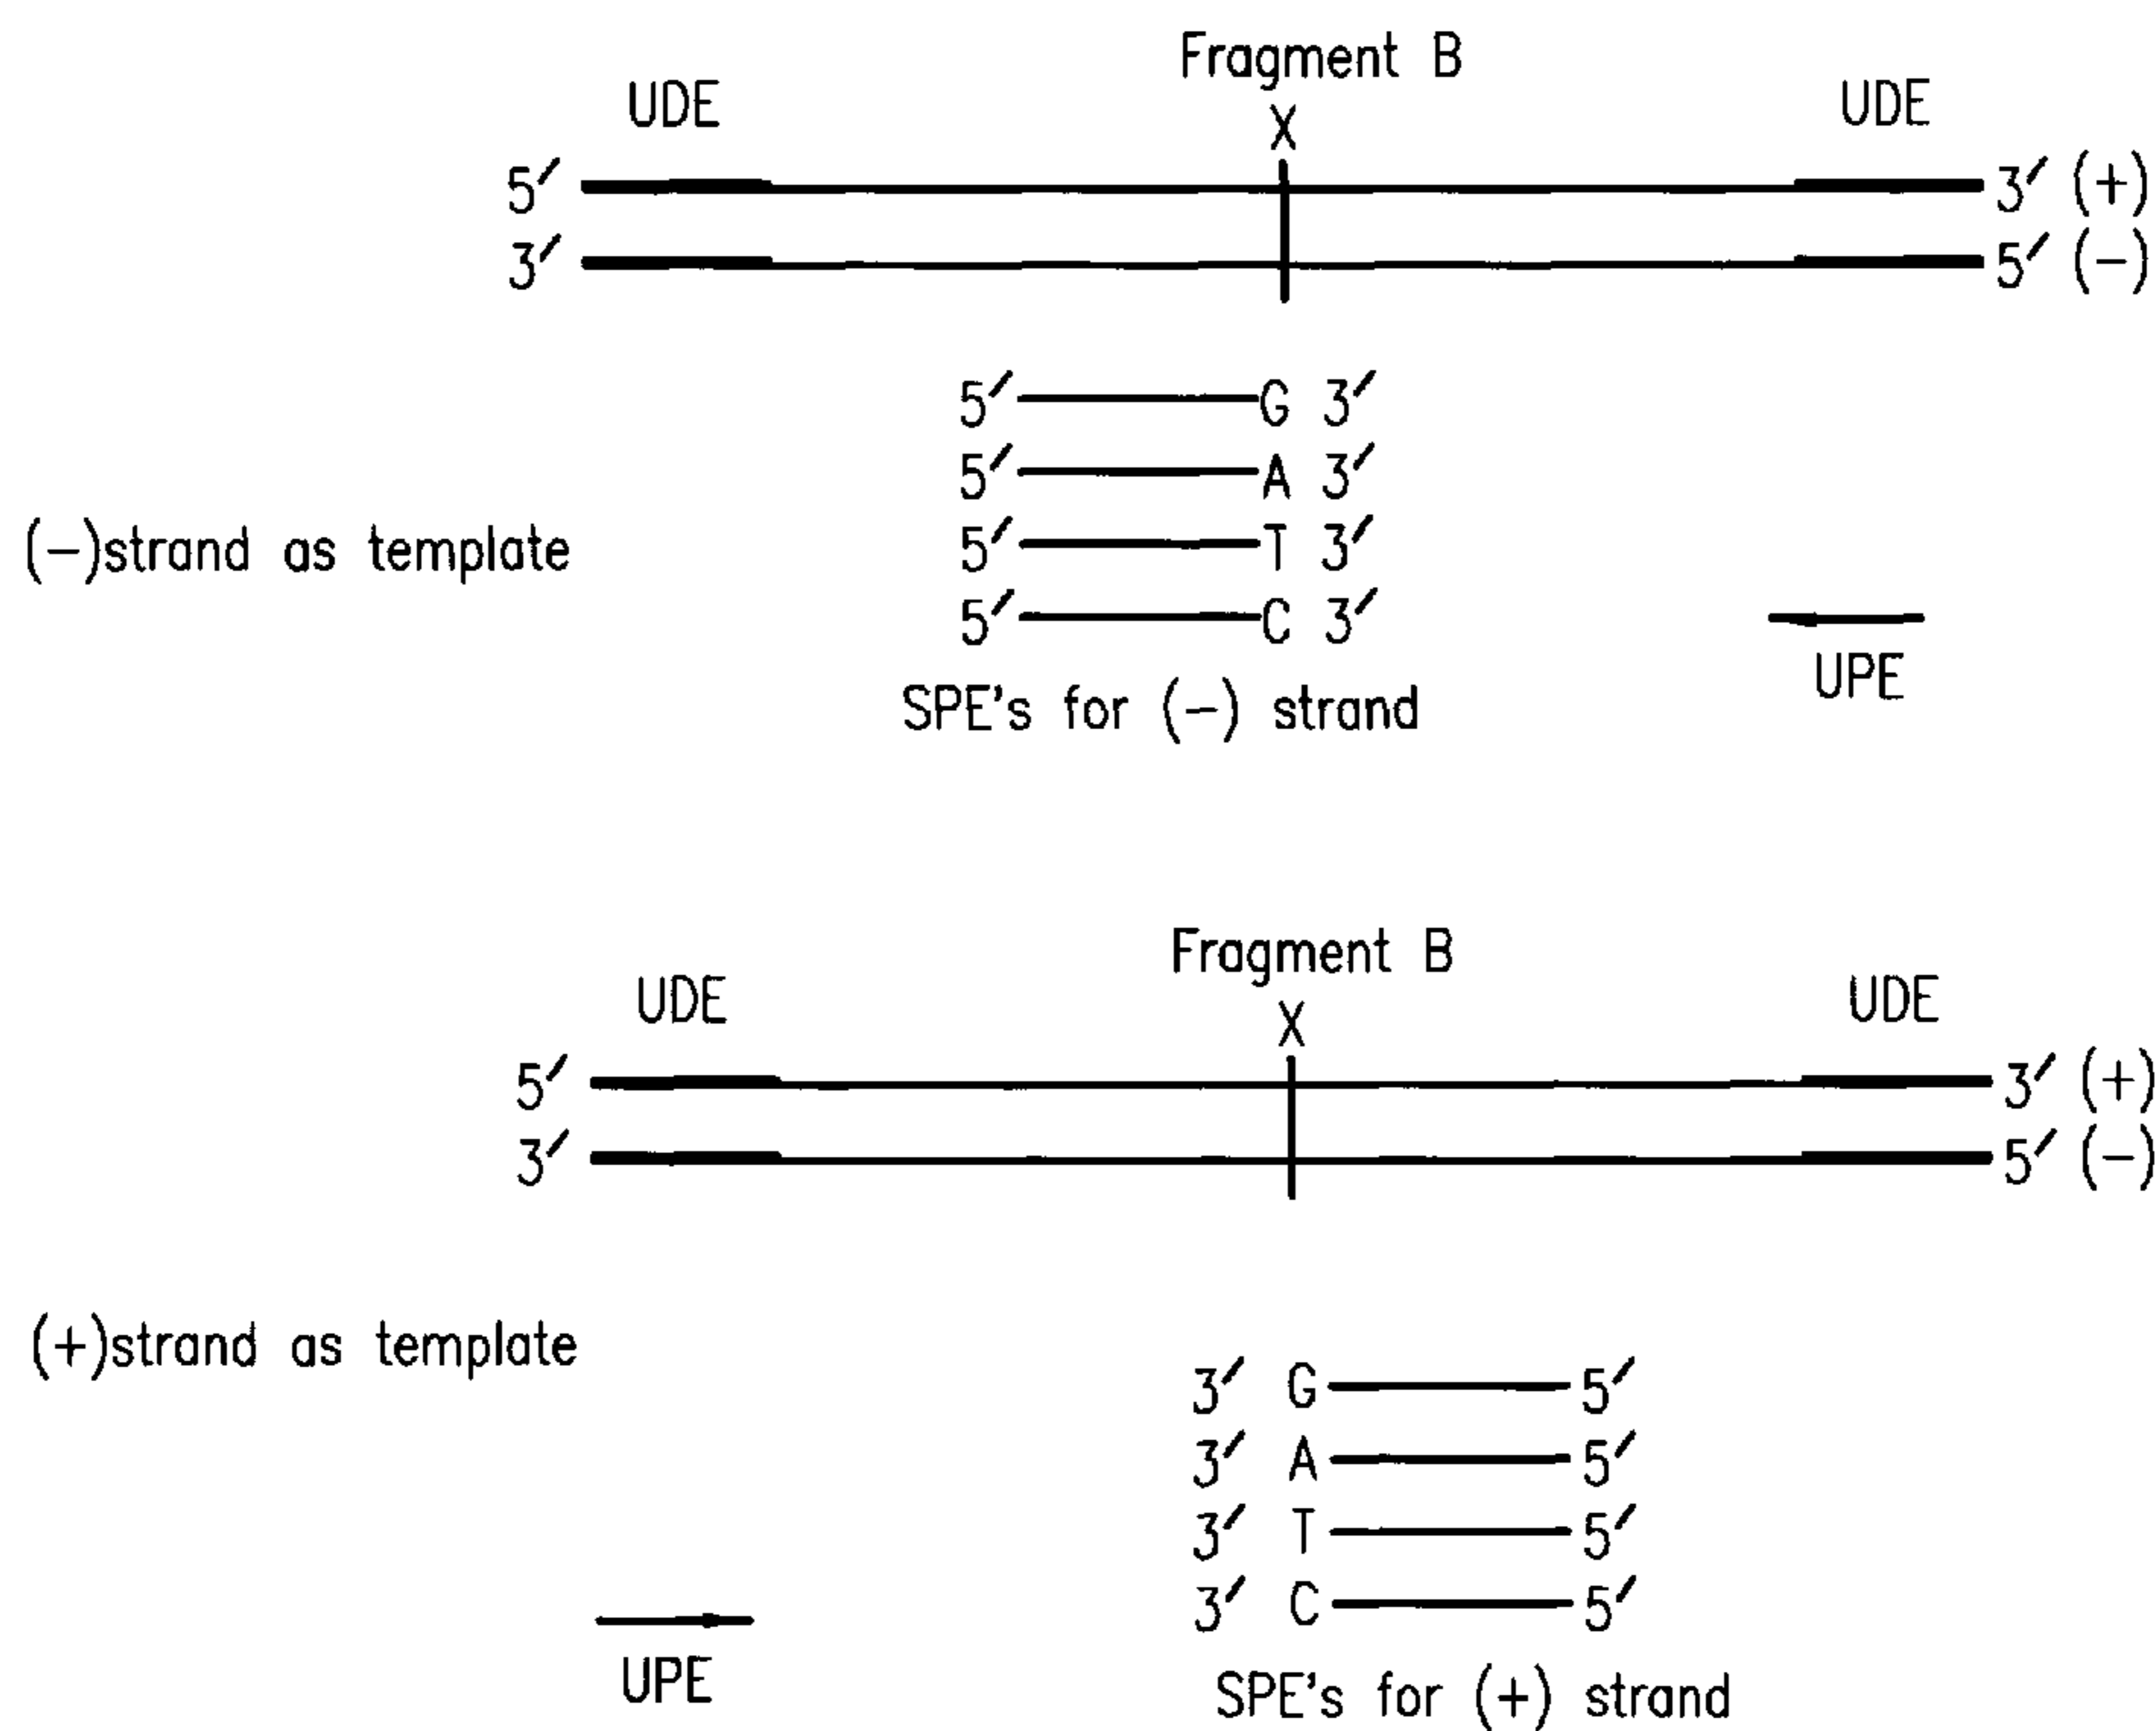 Fragment B
UDE X UDE
5′ 3′ (+)
3′ 5′ (−)
5′ G 3′
5′ A 3′
(−)strand as template
5′ T 3′
5′ C 3′
UPE
SPE's for (−) strand
Fragment B
UDE X UDE
5′ 3′ (+)
3′ 5′ (−)
(+)strand as template
3′ G 5′
3′ A 5′
3′ T 5′
3′ C 5′
UPE
SPE's for (+) strand